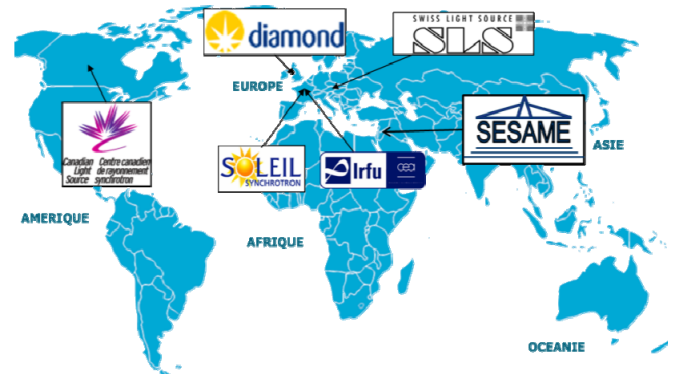 SWISS LIGHT SOURCE
diamond
SLS
EUROPE
Canadian Centre canadien
Light de rayonnement
Source synchrotron
SESAME
ASIE
SOLEIL
SYNCHROTRON
Irfu
cea
AMERIQUE
AFRIQUE
OCEANIE